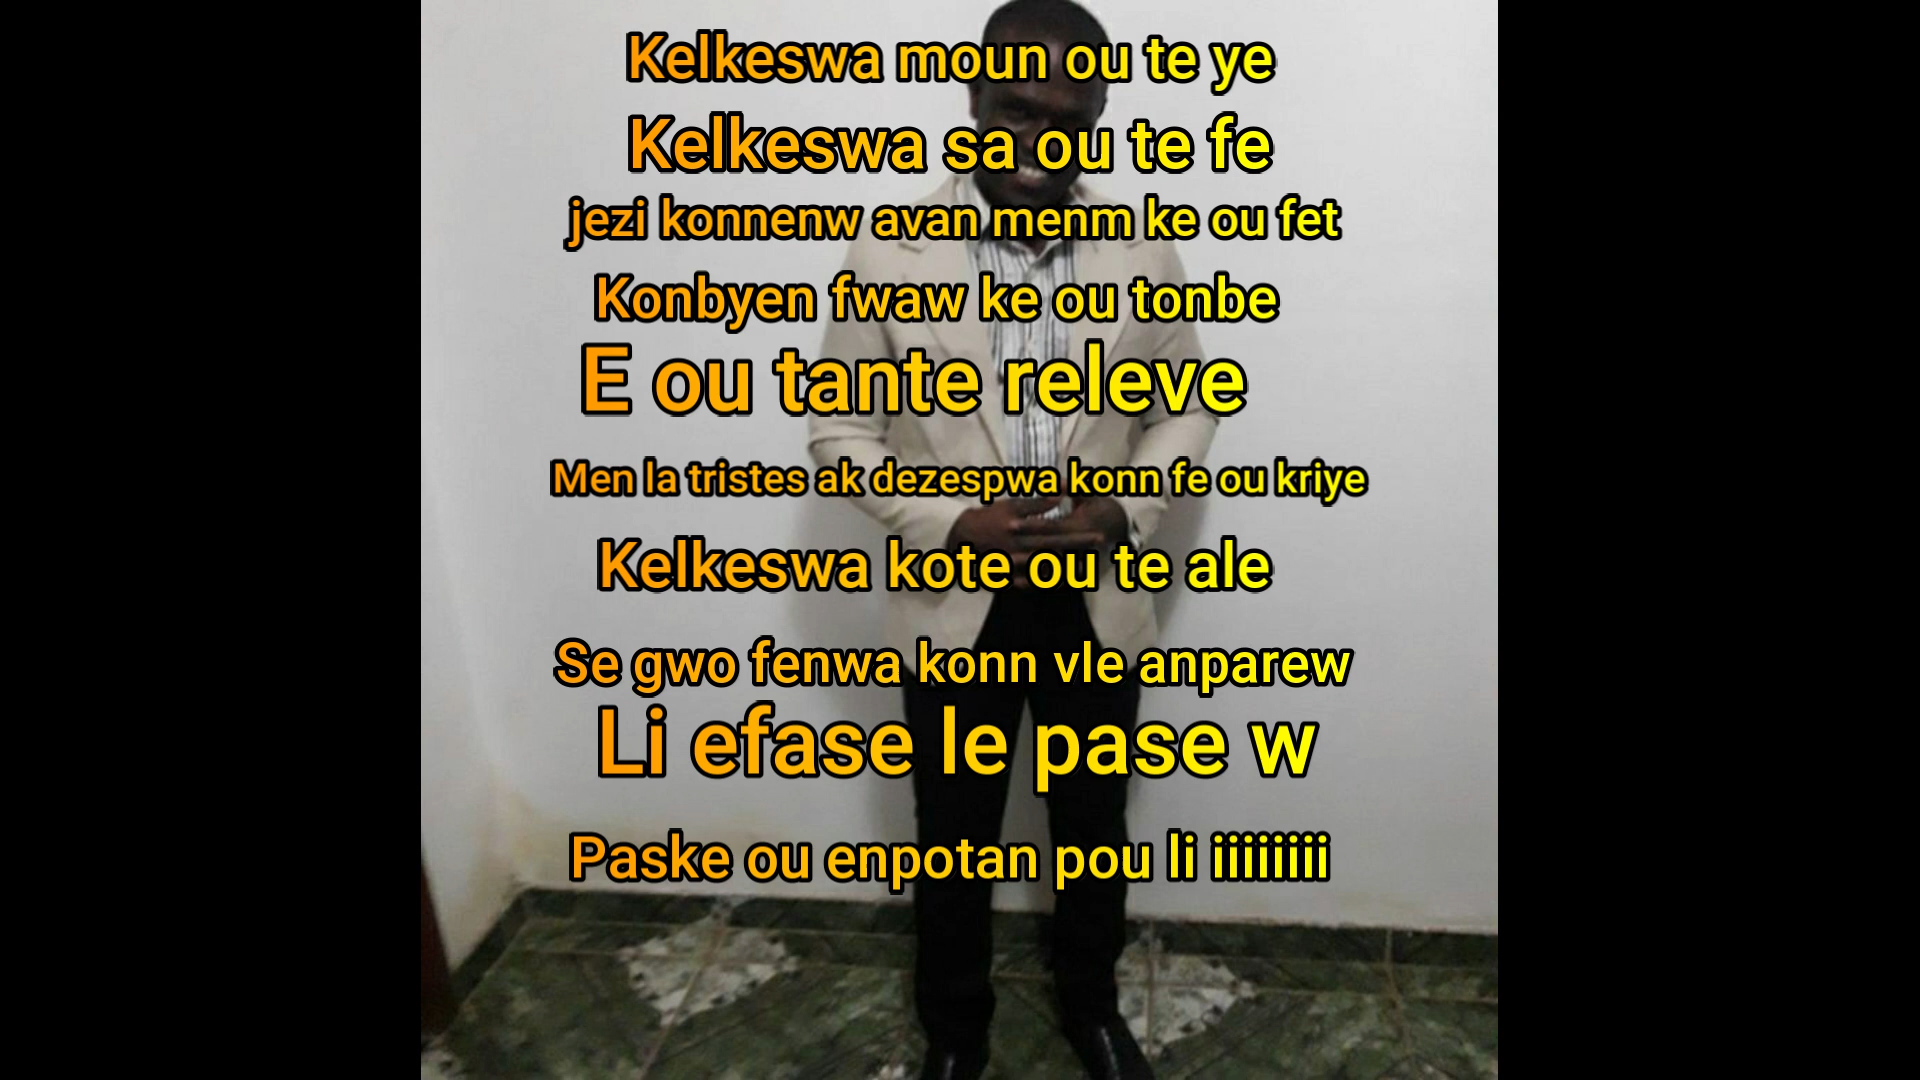 Kelkeswa moun ou te ye
Kelkeswa sa ou te fe
jezi konnenw avan menm ke ou fet
Konbyen fwaw ke ou tonbe
E ou tante releve
Men la tristes ak dezespwa konn fe ou kriye
Kelkeswa kote ou te ale
Se gwo fenwa konn vle anparew
Li efase le pase w
Paske ou enpotan pou li iiiiiiii